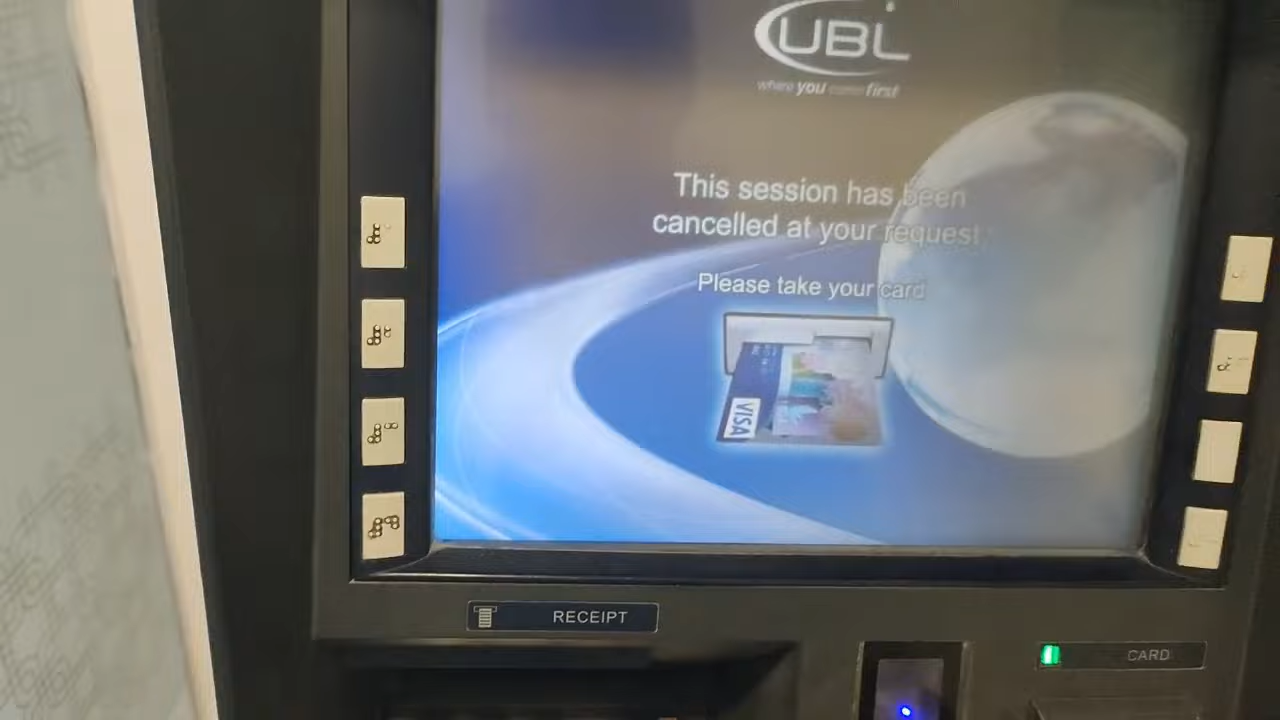 UBL
where you come first
This session has been
cancelled at your request.
Please take your card
VISA
RECEIPT
CARD